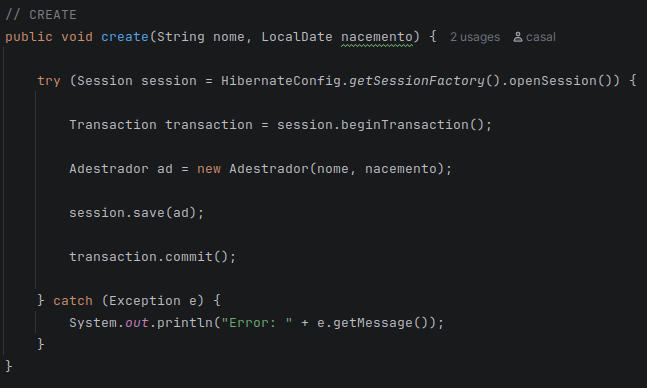 // CREATE
public void create(String nome, LocalDate nacemento) { 2 usages casal
try (Session session = HibernateConfig.getSessionFactory().openSession()) {
Transaction transaction = session.beginTransaction();
Adestrador ad = new Adestrador(nome, nacemento);
session.save(ad);
transaction.commit();
} catch (Exception e) {
System.out.println("Error: " + e.getMessage());
}
}